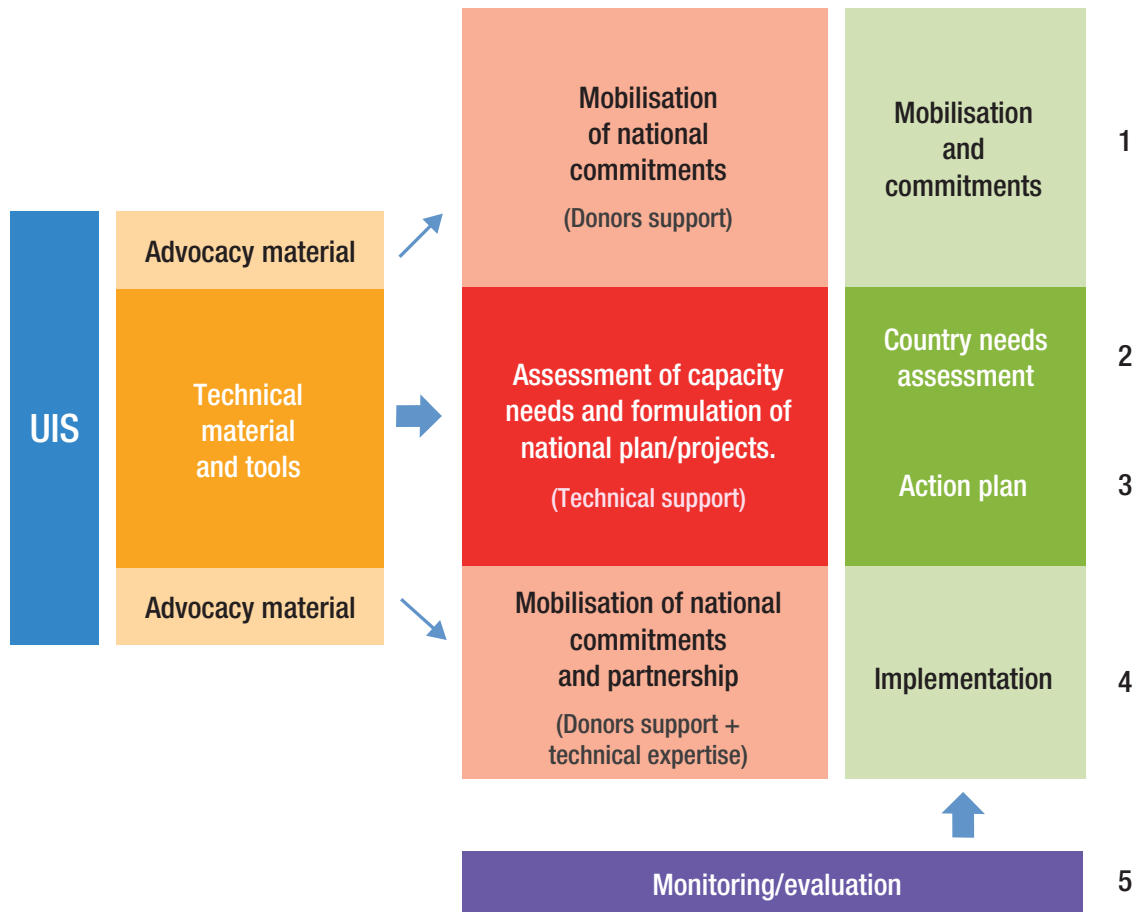 UIS
Advocacy material
Technical
material
and tools
Advocacy material
Mobilisation
of national
commitments
(Donors support)
Assessment of capacity
needs and formulation of
national plan/projects.
(Technical support)
Mobilisation of national
commitments
and partnership
(Donors support +
technical expertise)
Mobilisation
and
commitments
1
Country needs
assessment
2
Action plan
3
Implementation
4
Monitoring/evaluation
5